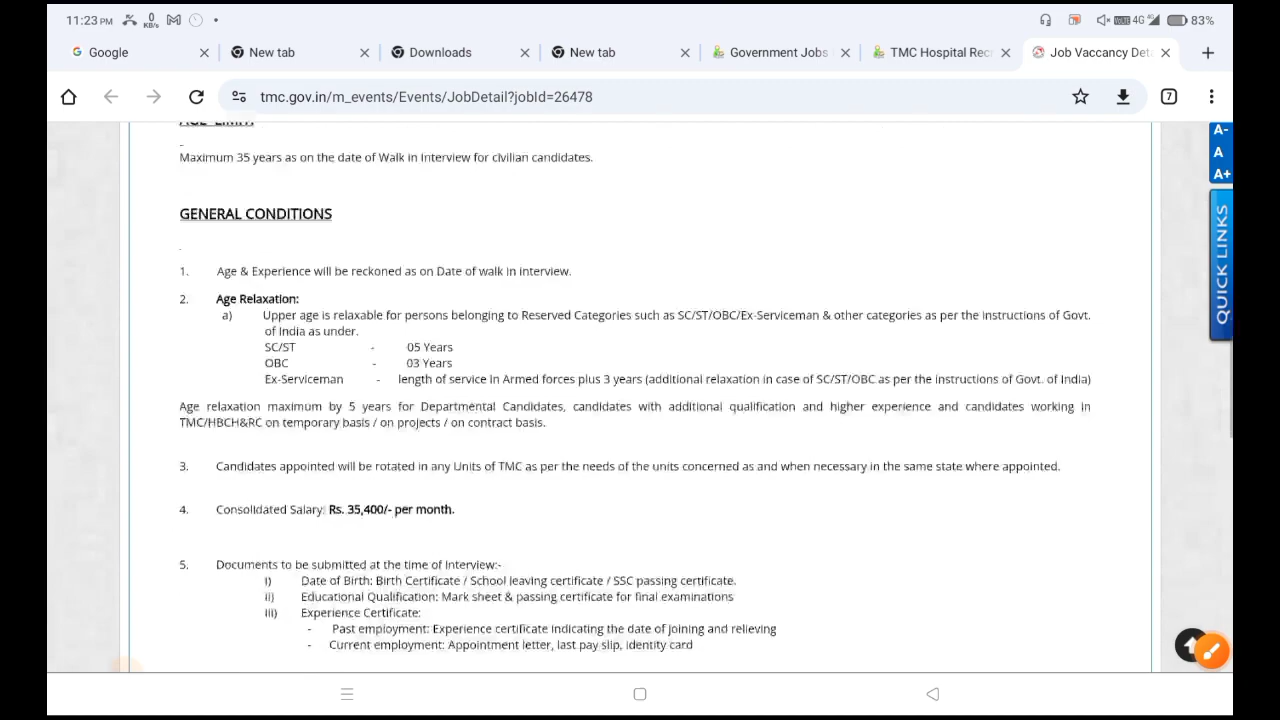 11:23 PM 0 KB/s 4G 83%
Google
New tab
Downloads
New tab
Government Jobs
TMC Hospital Rec
Job Vaccancy Det
tmc.gov.in/m_events/Events/JobDetail?jobId=26478
7
AGE LIMIT
A-
A
A+
QUICK LINKS
Maximum 35 years as on the date of Walk in Interview for civilian candidates.
GENERAL CONDITIONS
1. Age & Experience will be reckoned as on Date of walk in interview.
2. Age Relaxation:
a) Upper age is relaxable for persons belonging to Reserved Categories such as SC/ST/OBC/Ex-Serviceman & other categories as per the instructions of Govt.
of India as under.
SC/ST - 05 Years
OBC - 03 Years
Ex-Serviceman - length of service in Armed forces plus 3 years (additional relaxation in case of SC/ST/OBC as per the instructions of Govt. of India)
Age relaxation maximum by 5 years for Departmental Candidates, candidates with additional qualification and higher experience and candidates working in
TMC/HBCH&RC on temporary basis / on projects / on contract basis.
3. Candidates appointed will be rotated in any Units of TMC as per the needs of the units concerned as and when necessary in the same state where appointed.
4. Consolidated Salary: Rs. 35,400/- per month.
5. Documents to be submitted at the time of Interview:-
i) Date of Birth: Birth Certificate / School leaving certificate / SSC passing certificate.
ii) Educational Qualification: Mark sheet & passing certificate for final examinations
iii) Experience Certificate:
- Past employment: Experience certificate indicating the date of joining and relieving
- Current employment: Appointment letter, last pay slip, identity card